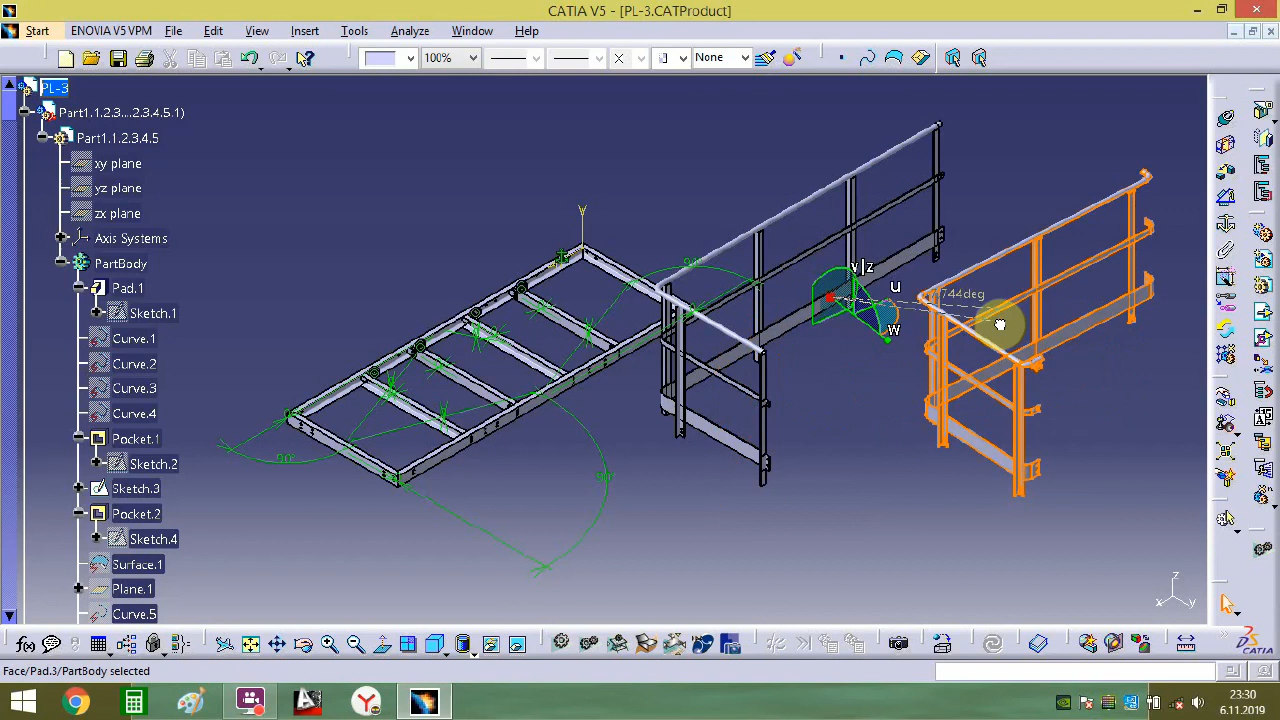 CATIA V5 - [PL-3.CATProduct]
Start
ENOVIA V5 VPM
File
Edit
View
Insert
Tools
Analyze
Window
Help
100%
None
PL-3
Part1.1.2.3....2.3.4.5.1)
Part1.1.2.3.4.5
xy plane
yz plane
zx plane
Axis Systems
PartBody
Pad.1
Sketch.1
Curve.1
Curve.2
Curve.3
Curve.4
Pocket.1
Sketch.2
Sketch.3
Pocket.2
Sketch.4
Surface.1
Plane.1
Curve.5
90°
90°
v|z
u
w
744deg
z
x
y
f(x)
CATIA
Face/Pad.3/PartBody selected
23:30
6.11.2019